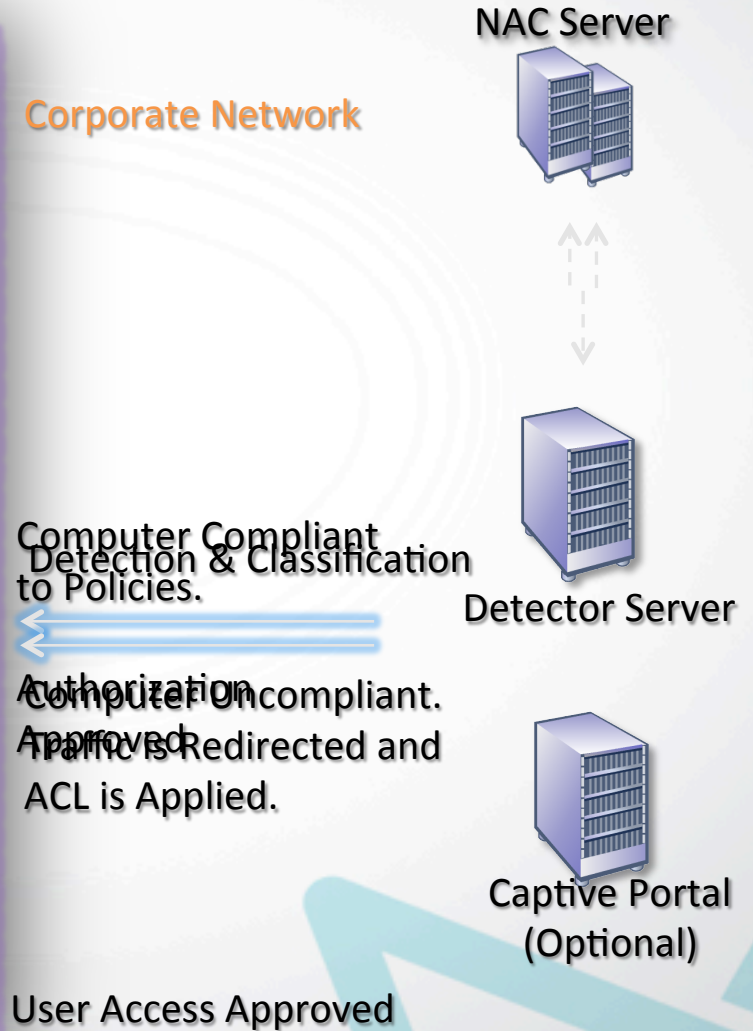 NAC Server
Corporate Network
Computer Compliant
to Policies.
Detection & Classification
Detector Server
Authorization
Approved
Computer Uncompliant.
Traffic is Redirected and
ACL is Applied.
Captive Portal
(Optional)
User Access Approved